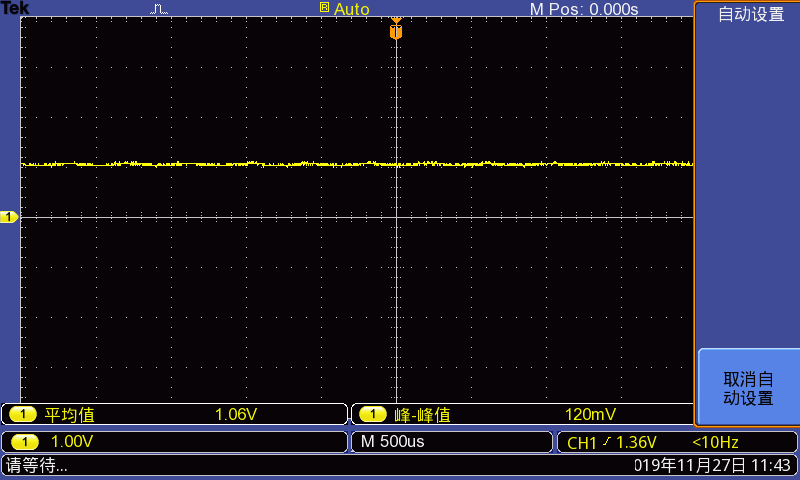 Tek
R Auto
M Pos: 0.000s
自动设置
T
1
取消自
动设置
1 平均值 1.06V
1 峰-峰值 120mV
1 1.00V
M 500us
CH1 1.36V <10Hz
请等待...
019年11月27日 11:43